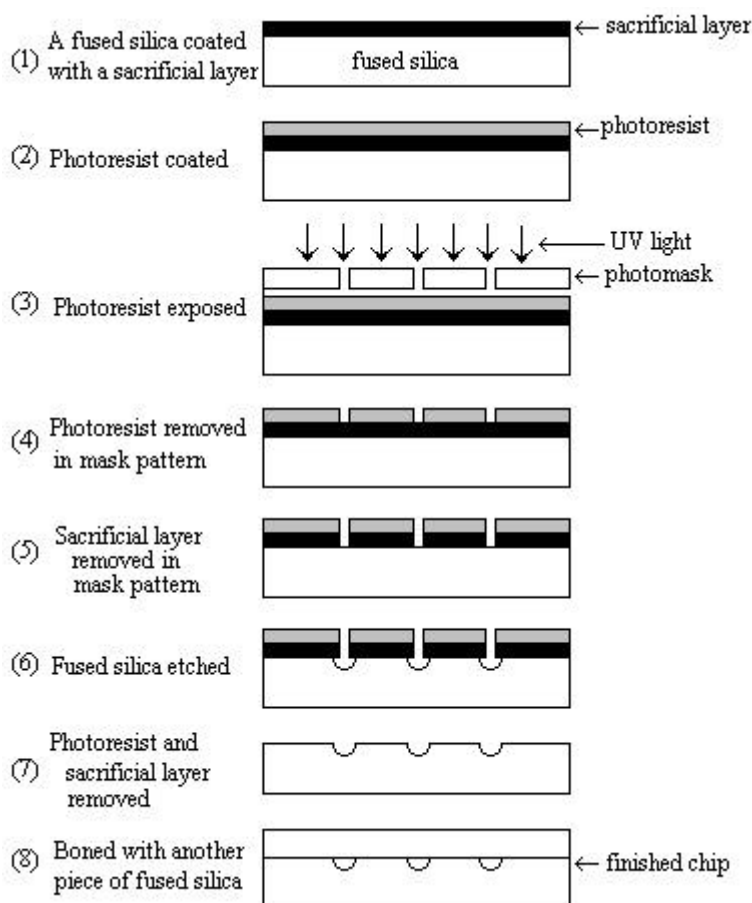 (1) A fused silica coated
with a sacrificial layer
sacrificial layer
fused silica
(2) Photoresist coated
photoresist
UV light
photomask
(3) Photoresist exposed
(4) Photoresist removed
in mask pattern
(5) Sacrificial layer
removed in
mask pattern
(6) Fused silica etched
(7) Photoresist and
sacrificial layer
removed
(8) Boned with another
piece of fused silica
finished chip